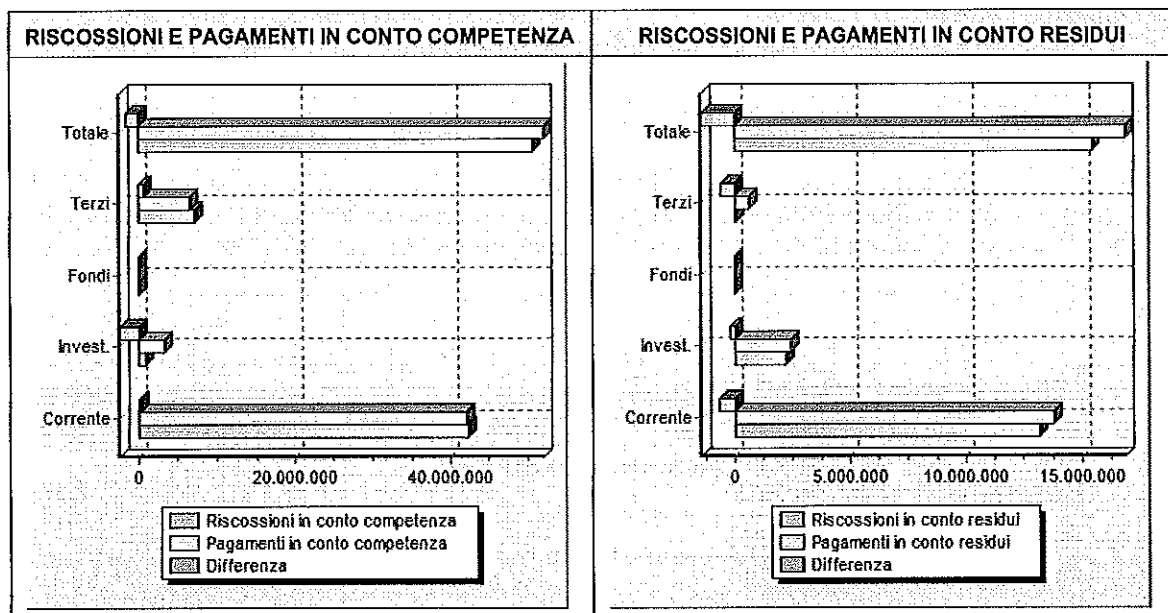 RISCOSSIONI E PAGAMENTI IN CONTO COMPETENZA
Totale
Terzi
Fondi
Invest.
Corrente
0
20.000.000
40.000.000
Riscossioni in conto competenza
Pagamenti in conto competenza
Differenza
RISCOSSIONI E PAGAMENTI IN CONTO RESIDUI
Totale
Terzi
Fondi
Invest.
Corrente
0
5.000.000
10.000.000
15.000.000
Riscossioni in conto residui
Pagamenti in conto residui
Differenza